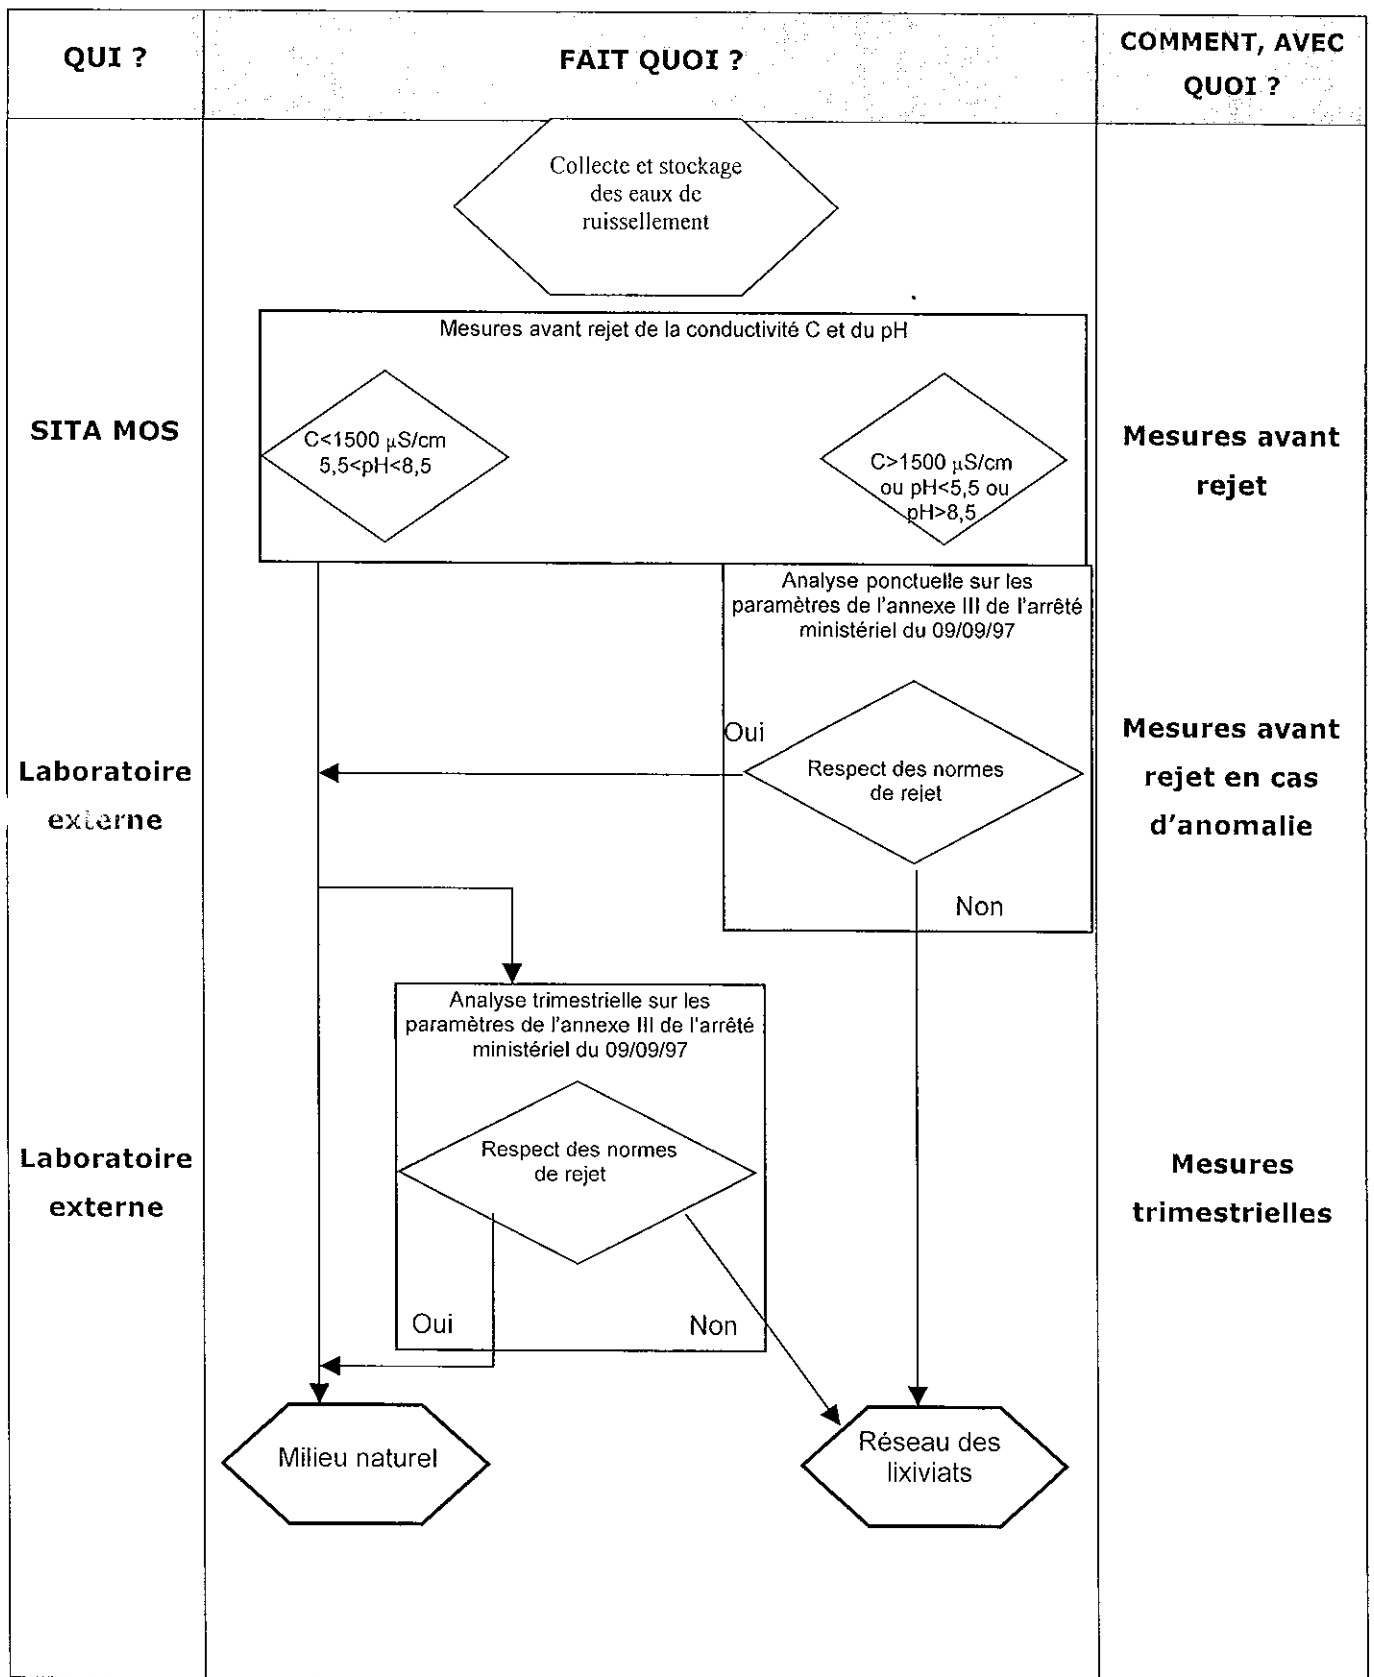 QUI ?
FAIT QUOI ?
COMMENT, AVEC
QUOI ?
Collecte et stockage
des eaux de
ruissellement
Mesures avant rejet de la conductivité C et du pH
SITA MOS
C<1500 µS/cm
5,5<pH<8,5
C>1500 µS/cm
ou pH<5,5 ou
pH>8,5
Mesures avant
rejet
Analyse ponctuelle sur les
paramètres de l'annexe III de l'arrêté
ministériel du 09/09/97
Laboratoire
externe
Oui
Respect des normes
de rejet
Non
Mesures avant
rejet en cas
d'anomalie
Analyse trimestrielle sur les
paramètres de l'annexe III de l'arrêté
ministériel du 09/09/97
Laboratoire
externe
Respect des normes
de rejet
Oui
Non
Mesures
trimestrielles
Milieu naturel
Réseau des
lixiviats